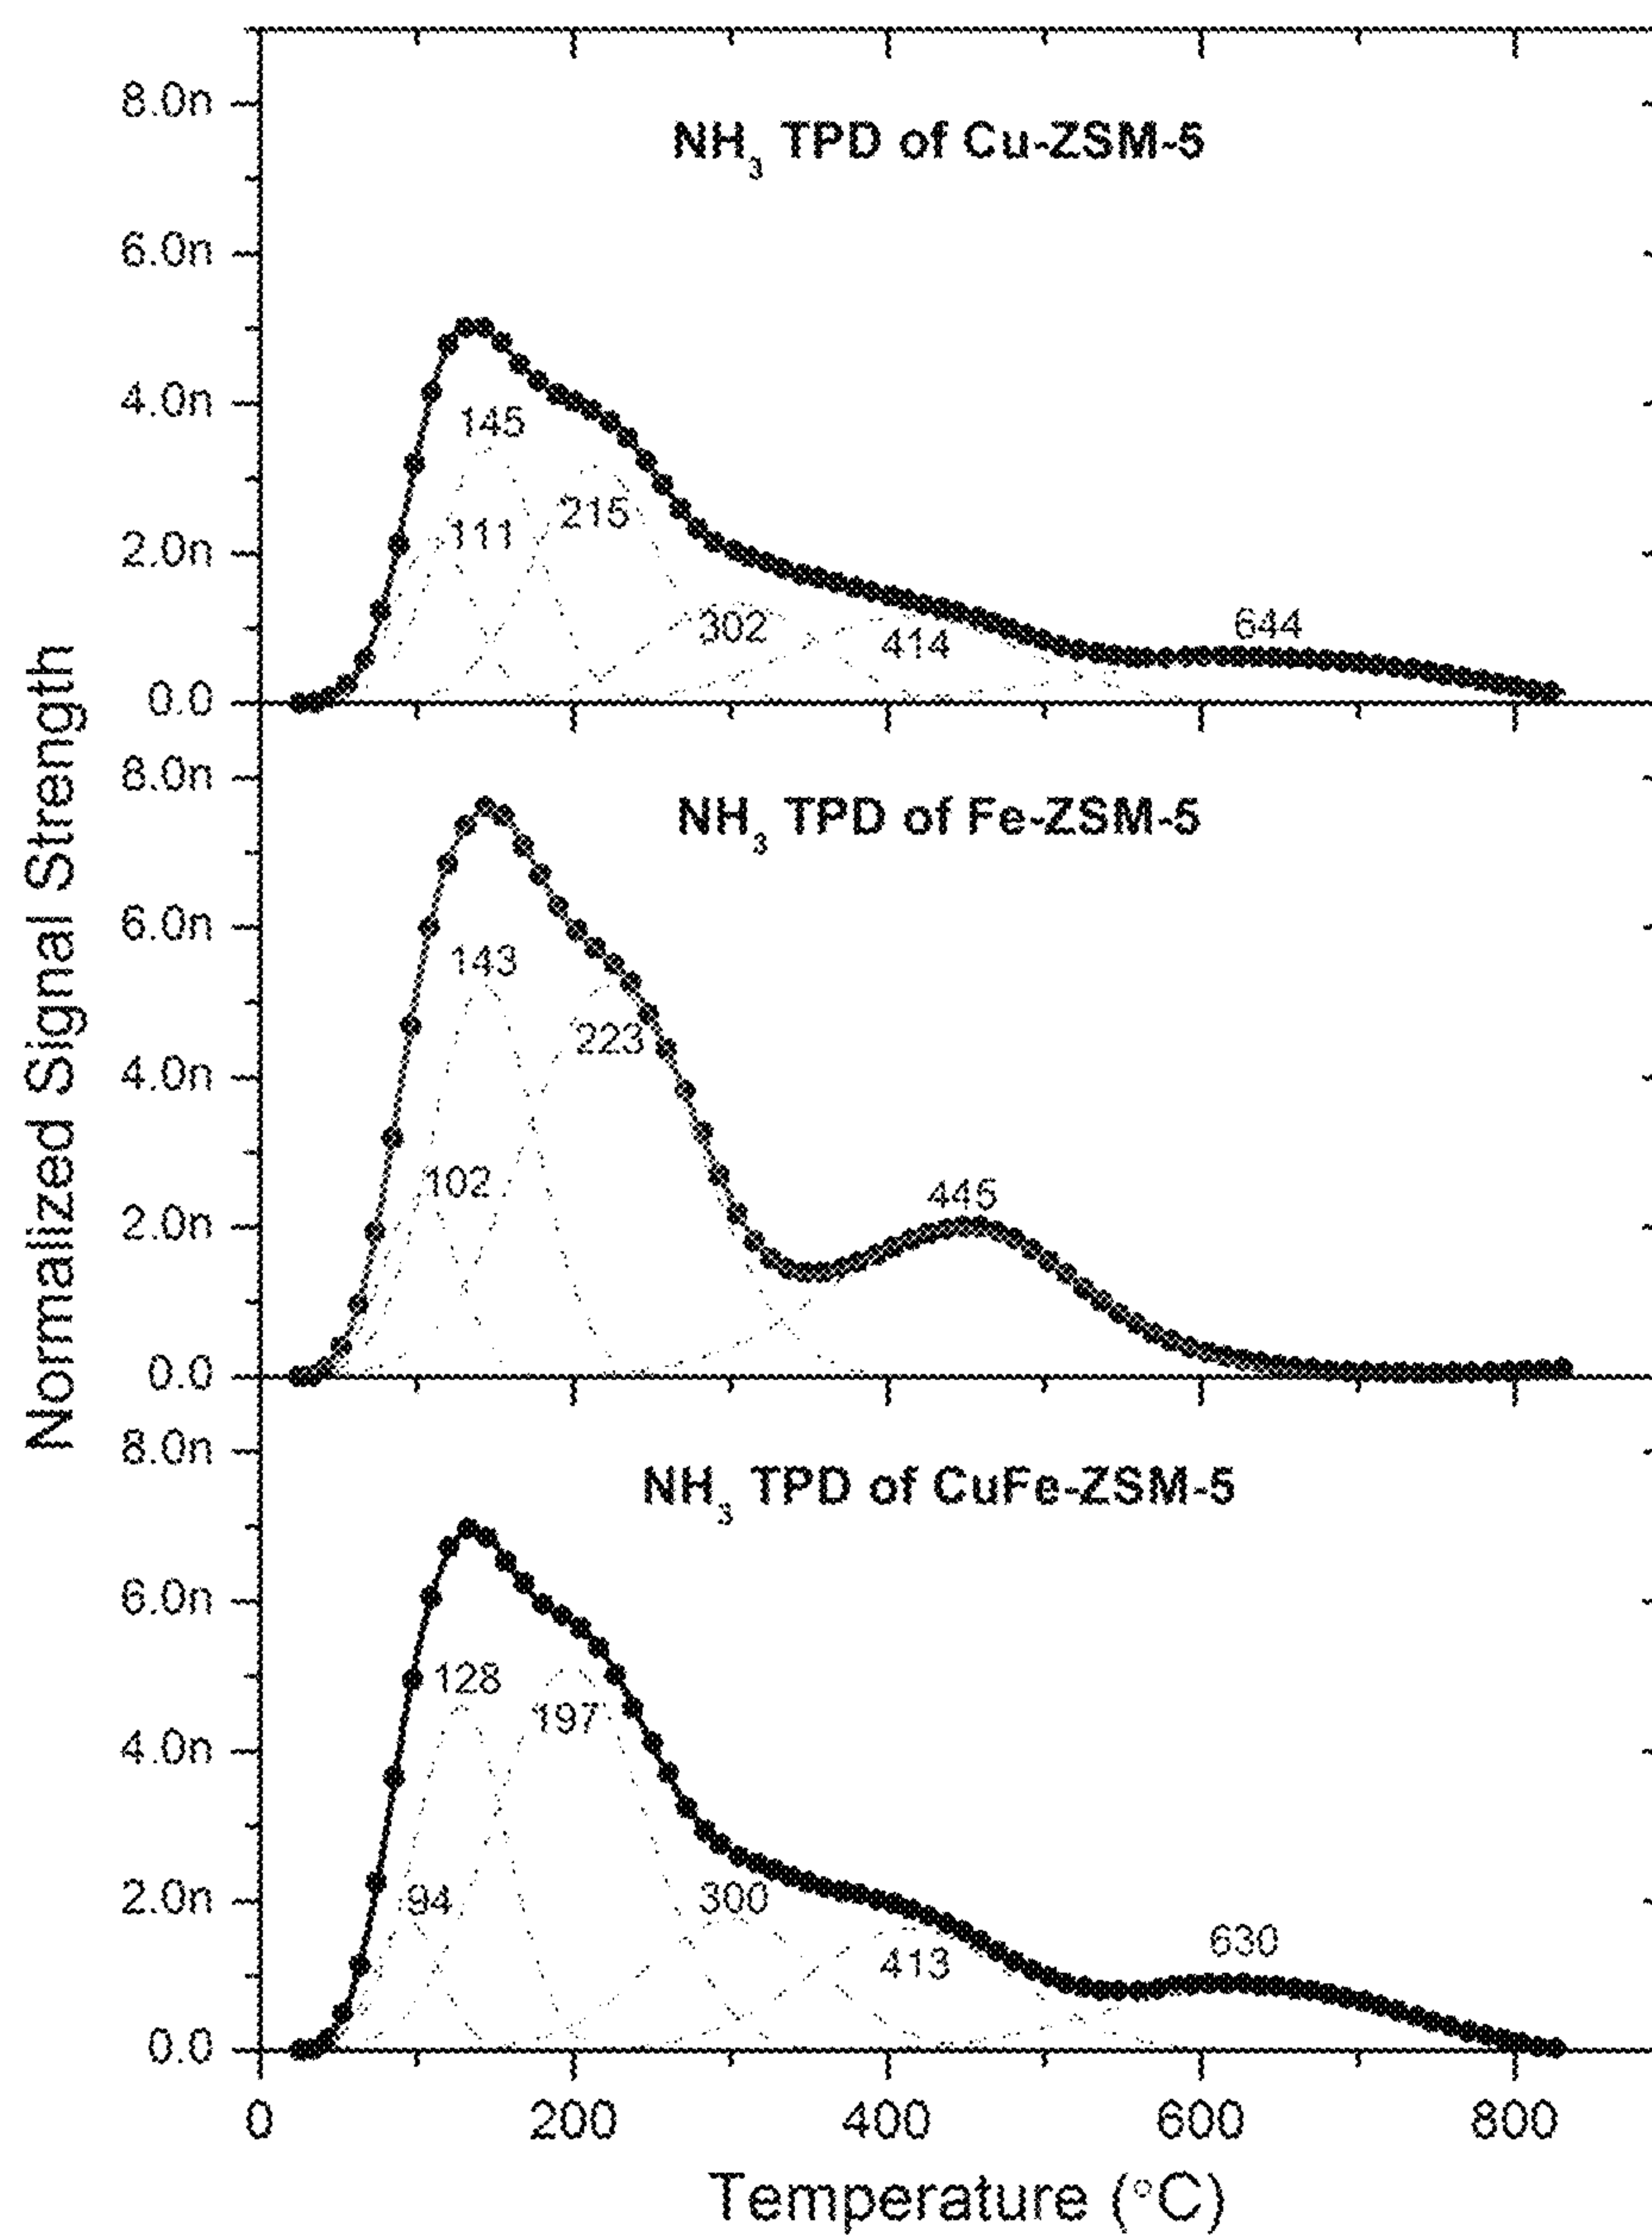 Normalized Signal Strength
NH3 TPD of Cu-ZSM-5
8.0n
6.0n
4.0n
2.0n
0.0
145
111
215
302
414
644
NH3 TPD of Fe-ZSM-5
8.0n
6.0n
4.0n
2.0n
0.0
143
102
223
445
NH3 TPD of CuFe-ZSM-5
8.0n
6.0n
4.0n
2.0n
0.0
128
94
197
300
413
630
0 200 400 600 800
Temperature (°C)